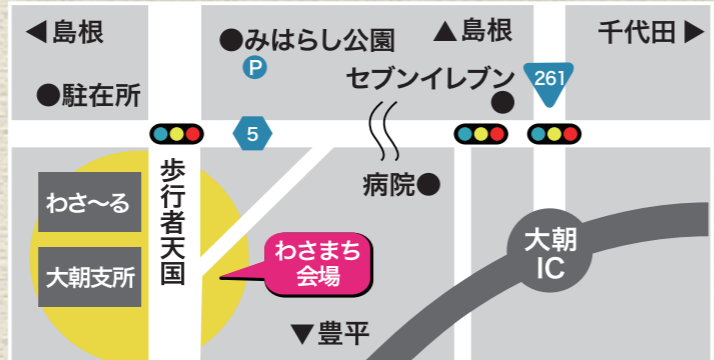 ◀島根
●みはらし公園
P
▲島根
千代田▶
セブンイレブン
261
●駐在所
5
病院●
歩行者天国
わさ〜る
大朝支所
わさまち
会場
大朝
IC
▼豊平